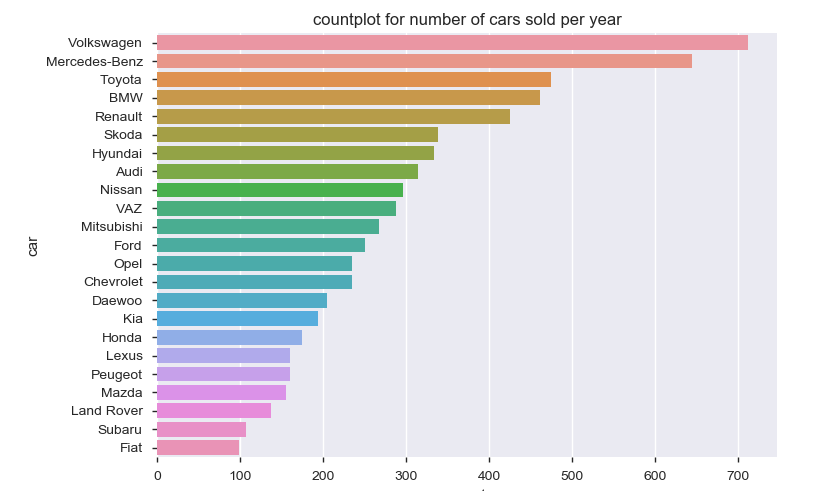 countplot for number of cars sold per year
Volkswagen
Mercedes-Benz
Toyota
BMW
Renault
Skoda
Hyundai
Audi
Nissan
VAZ
Mitsubishi
Ford
Opel
Chevrolet
Daewoo
Kia
Honda
Lexus
Peugeot
Mazda
Land Rover
Subaru
Fiat
car
0 100 200 300 400 500 600 700